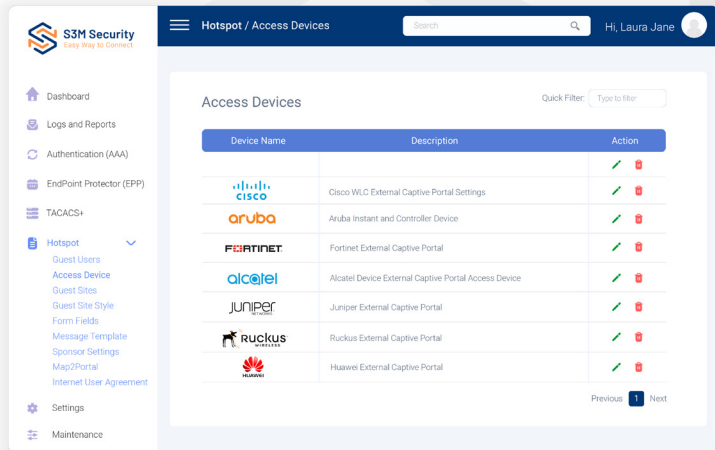 S3M Security
Easy Way to Connect
Hotspot / Access Devices
Search
Hi, Laura Jane
Dashboard
Logs and Reports
Authentication (AAA)
EndPoint Protector (EPP)
TACACS+
Hotspot
Guest Users
Access Device
Guest Sites
Guest Site Style
Form Fields
Message Template
Sponsor Settings
Map2Portal
Internet User Agreement
Settings
Maintenance
Access Devices
Quick Filter:
Type to filter
Device Name Description Action
CISCO Cisco WLC External Captive Portal Settings
aruba Aruba Instant and Controller Device
FORTINET Fortinet External Captive Portal
alcatel Alcatel Device External Captive Portal Access Device
JUNIPER NETWORKS Juniper External Captive Portal
RUCKUS WIRELESS Ruckus External Captive Portal
HUAWEI Huawei External Captive Portal
Previous 1 Next